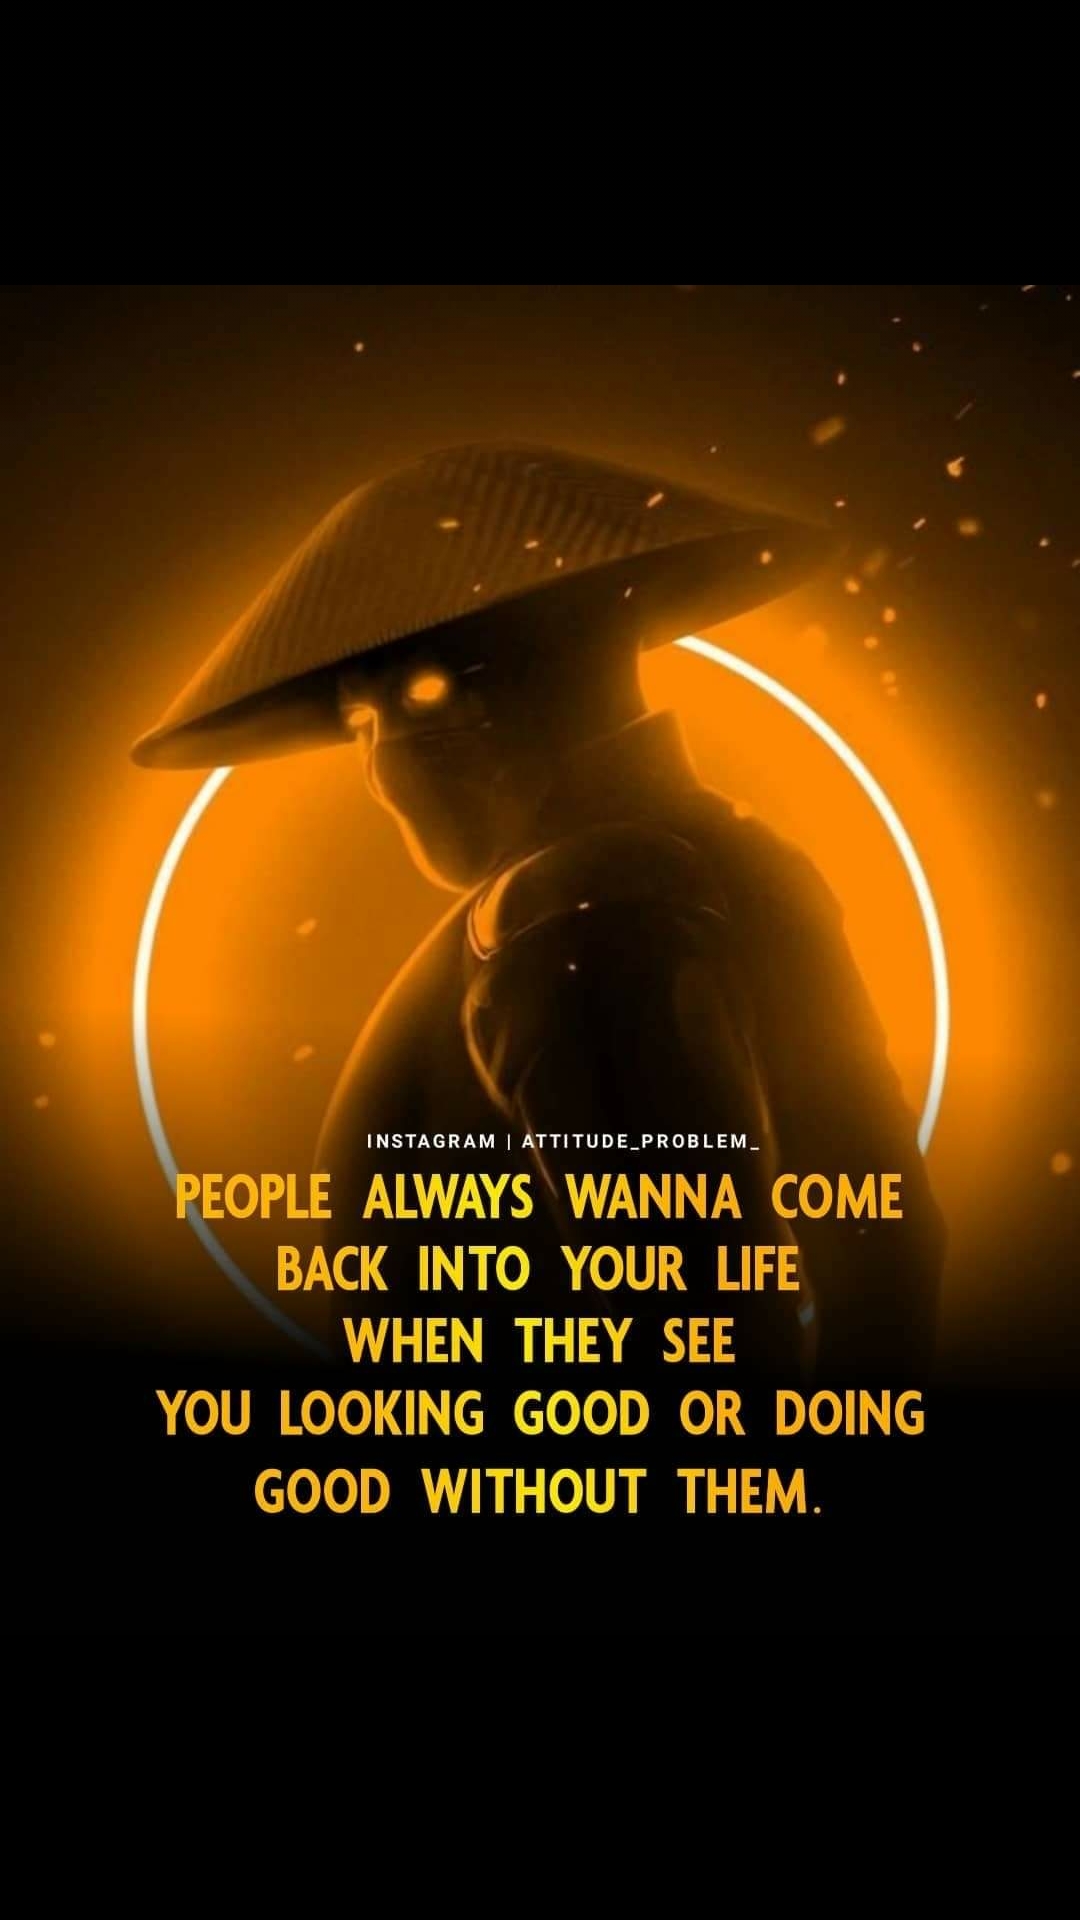 INSTAGRAM | ATTITUDE_PROBLEM_
PEOPLE ALWAYS WANNA COME
BACK INTO YOUR LIFE
WHEN THEY SEE
YOU LOOKING GOOD OR DOING
GOOD WITHOUT THEM.